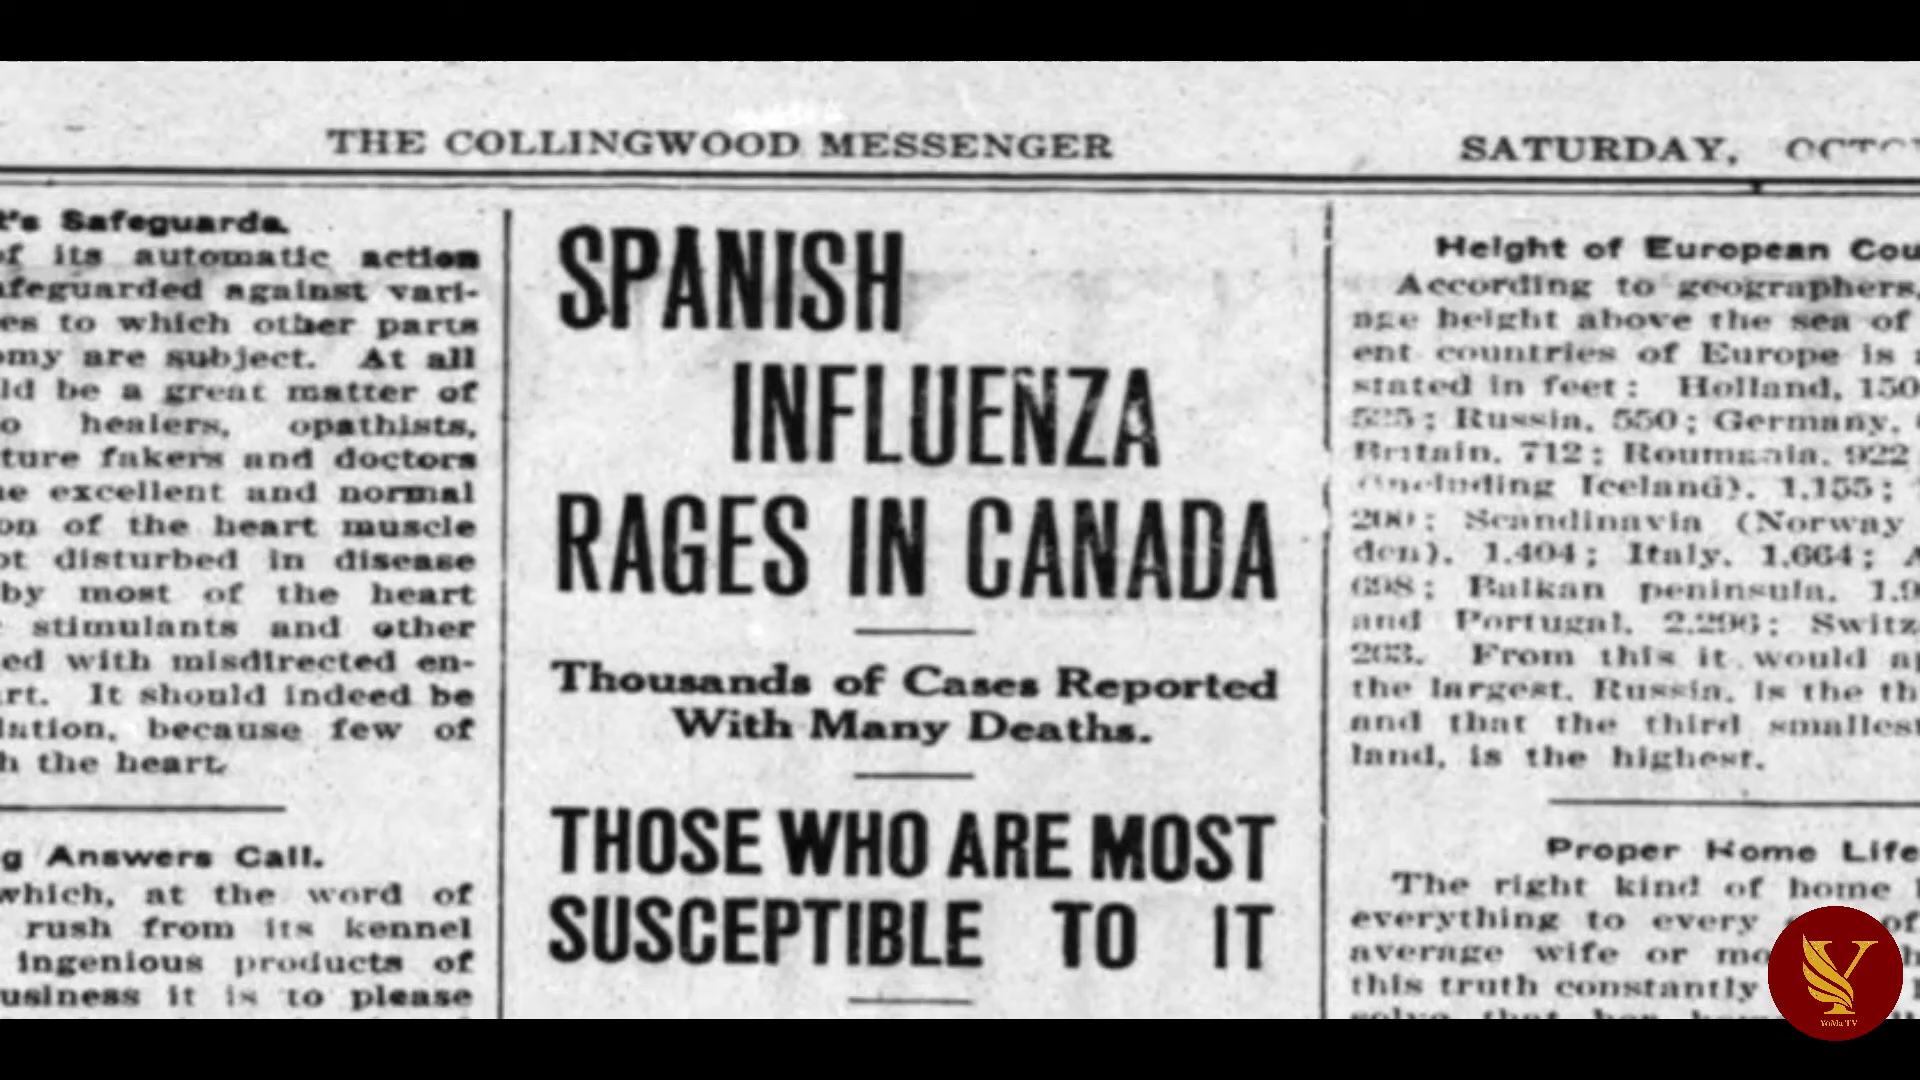 THE COLLINGWOOD MESSENGER
SATURDAY,
t's Safeguards.
of its automatic action
afeguarded against vari-
es to which other parts
omy are subject. At all
ld be a great matter of
o healers, opathists,
ture fakers and doctors
e excellent and normal
on of the heart muscle
ot disturbed in disease
by most of the heart
stimulants and other
ed with misdirected en-
rt. It should indeed be
lation, because few of
h the heart.
g Answers Call.
which, at the word of
rush from its kennel
ingenious products of
usiness it is to please
SPANISH
INFLUENZA
RAGES IN CANADA
Thousands of Cases Reported
With Many Deaths.
THOSE WHO ARE MOST
SUSCEPTIBLE TO IT
Height of European Cou
According to geographers,
age height above the sea of
ent countries of Europe is
stated in feet: Holland, 150
525; Russia, 550; Germany,
Britain, 712; Roumania, 922
(including Iceland), 1,155;
200; Scandinavia (Norway
den), 1,404; Italy, 1,664;
698; Balkan peninsula, 1,9
and Portugal, 2,296; Switz
263. From this it would ap
the largest, Russia, is the th
and that the third smallest
land, is the highest.
Proper Home Life
The right kind of home
everything to every of
average wife or mo
this truth constantly
YoMa TV